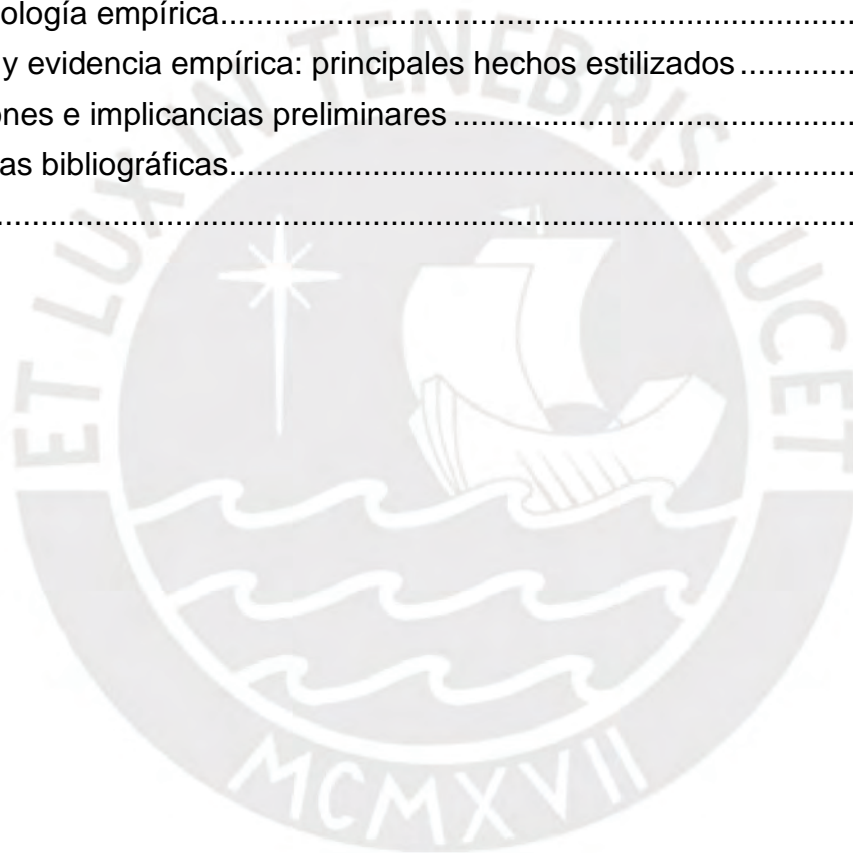 ología empírica....................................................................................
y evidencia empírica: principales hechos estilizados..............
ones e implicancias preliminares....................................................
as bibliográficas...................................................................................
....................................................................................................................
ET LUX IN TENEBRIS LUCET
MCMXVII